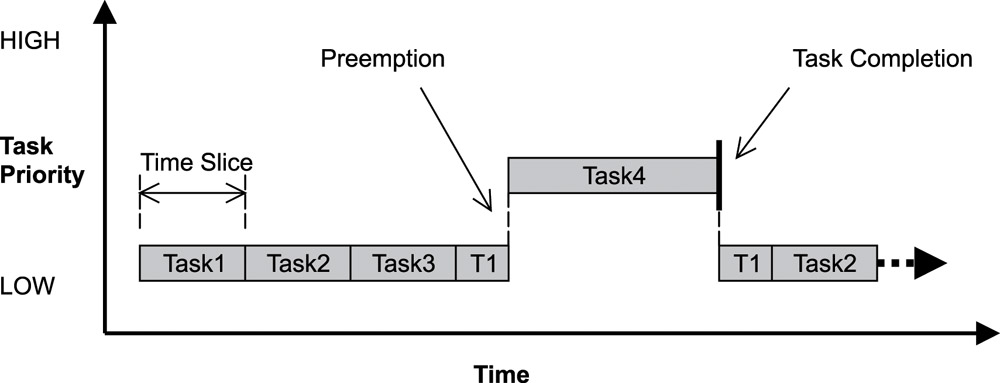 HIGH
Preemption
Task Completion
Task
Priority
Time Slice
Task4
Task1
Task2
Task3
T1
T1
Task2
LOW
Time